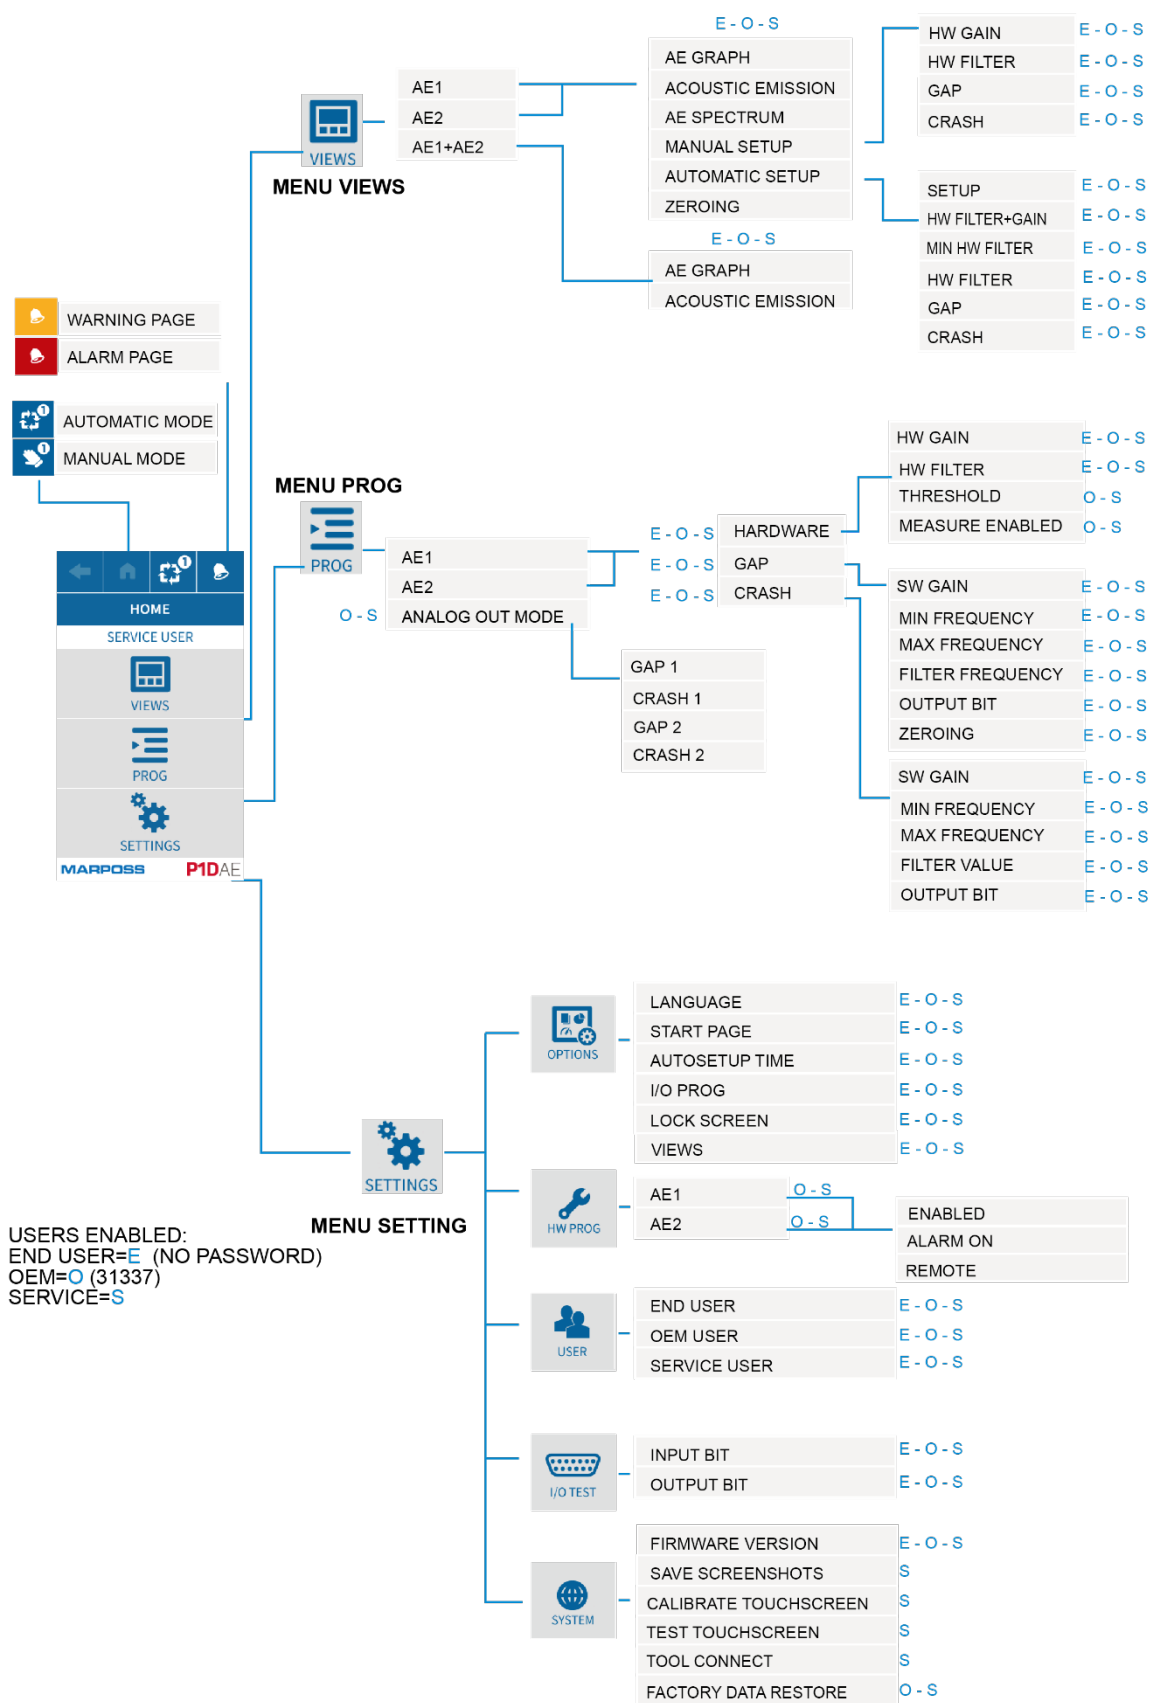 E - O - S
HW GAIN E - O - S
HW FILTER E - O - S
GAP E - O - S
CRASH E - O - S
AE GRAPH
ACOUSTIC EMISSION
AE SPECTRUM
MANUAL SETUP
AUTOMATIC SETUP
ZEROING
AE1
AE2
AE1+AE2
VIEWS
MENU VIEWS
SETUP E - O - S
HW FILTER+GAIN E - O - S
MIN HW FILTER E - O - S
HW FILTER E - O - S
GAP E - O - S
CRASH E - O - S
E - O - S
AE GRAPH
ACOUSTIC EMISSION
WARNING PAGE
ALARM PAGE
1 AUTOMATIC MODE
1 MANUAL MODE
MENU PROG
PROG
AE1
AE2
O - S ANALOG OUT MODE
E - O - S HARDWARE
E - O - S GAP
E - O - S CRASH
HW GAIN E - O - S
HW FILTER E - O - S
THRESHOLD O - S
MEASURE ENABLED O - S
SW GAIN E - O - S
MIN FREQUENCY E - O - S
MAX FREQUENCY E - O - S
FILTER FREQUENCY E - O - S
OUTPUT BIT E - O - S
ZEROING E - O - S
GAP 1
CRASH 1
GAP 2
CRASH 2
SW GAIN E - O - S
MIN FREQUENCY E - O - S
MAX FREQUENCY E - O - S
FILTER VALUE E - O - S
OUTPUT BIT E - O - S
1
HOME
SERVICE USER
VIEWS
PROG
SETTINGS
MARPOSS P1DAE
SETTINGS
MENU SETTING
OPTIONS
LANGUAGE E - O - S
START PAGE E - O - S
AUTOSETUP TIME E - O - S
I/O PROG E - O - S
LOCK SCREEN E - O - S
VIEWS E - O - S
HW PROG
AE1 O - S
AE2 O - S
ENABLED
ALARM ON
REMOTE
USERS ENABLED:
END USER=E (NO PASSWORD)
OEM=O (31337)
SERVICE=S
USER
END USER E - O - S
OEM USER E - O - S
SERVICE USER E - O - S
I/O TEST
INPUT BIT E - O - S
OUTPUT BIT E - O - S
SYSTEM
FIRMWARE VERSION E - O - S
SAVE SCREENSHOTS S
CALIBRATE TOUCHSCREEN S
TEST TOUCHSCREEN S
TOOL CONNECT S
FACTORY DATA RESTORE O - S